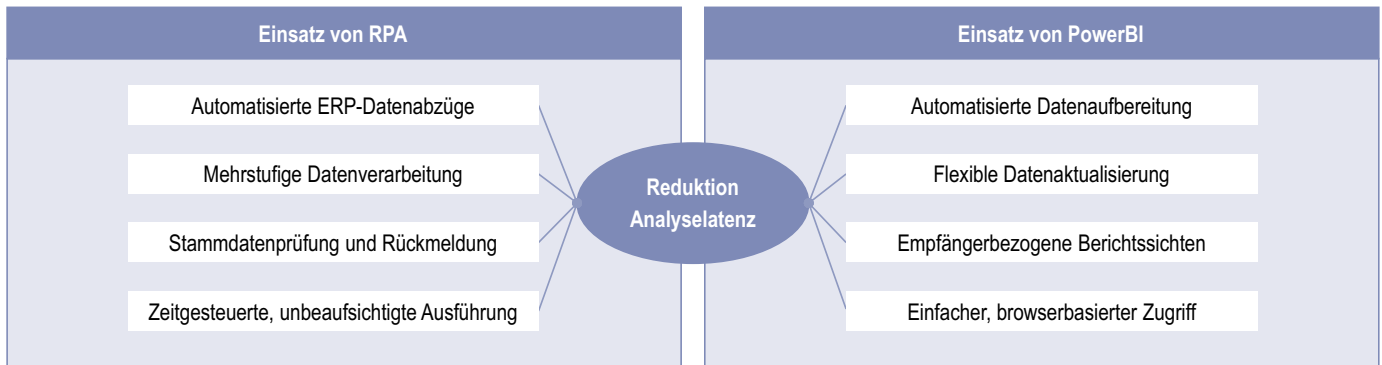 Einsatz von RPA
Automatisierte ERP-Datenabzüge
Mehrstufige Datenverarbeitung
Stammdatenprüfung und Rückmeldung
Zeitgesteuerte, unbeaufsichtigte Ausführung
Reduktion
Analyselatenz
Einsatz von PowerBI
Automatisierte Datenaufbereitung
Flexible Datenaktualisierung
Empfängerbezogene Berichtssichten
Einfacher, browserbasierter Zugriff